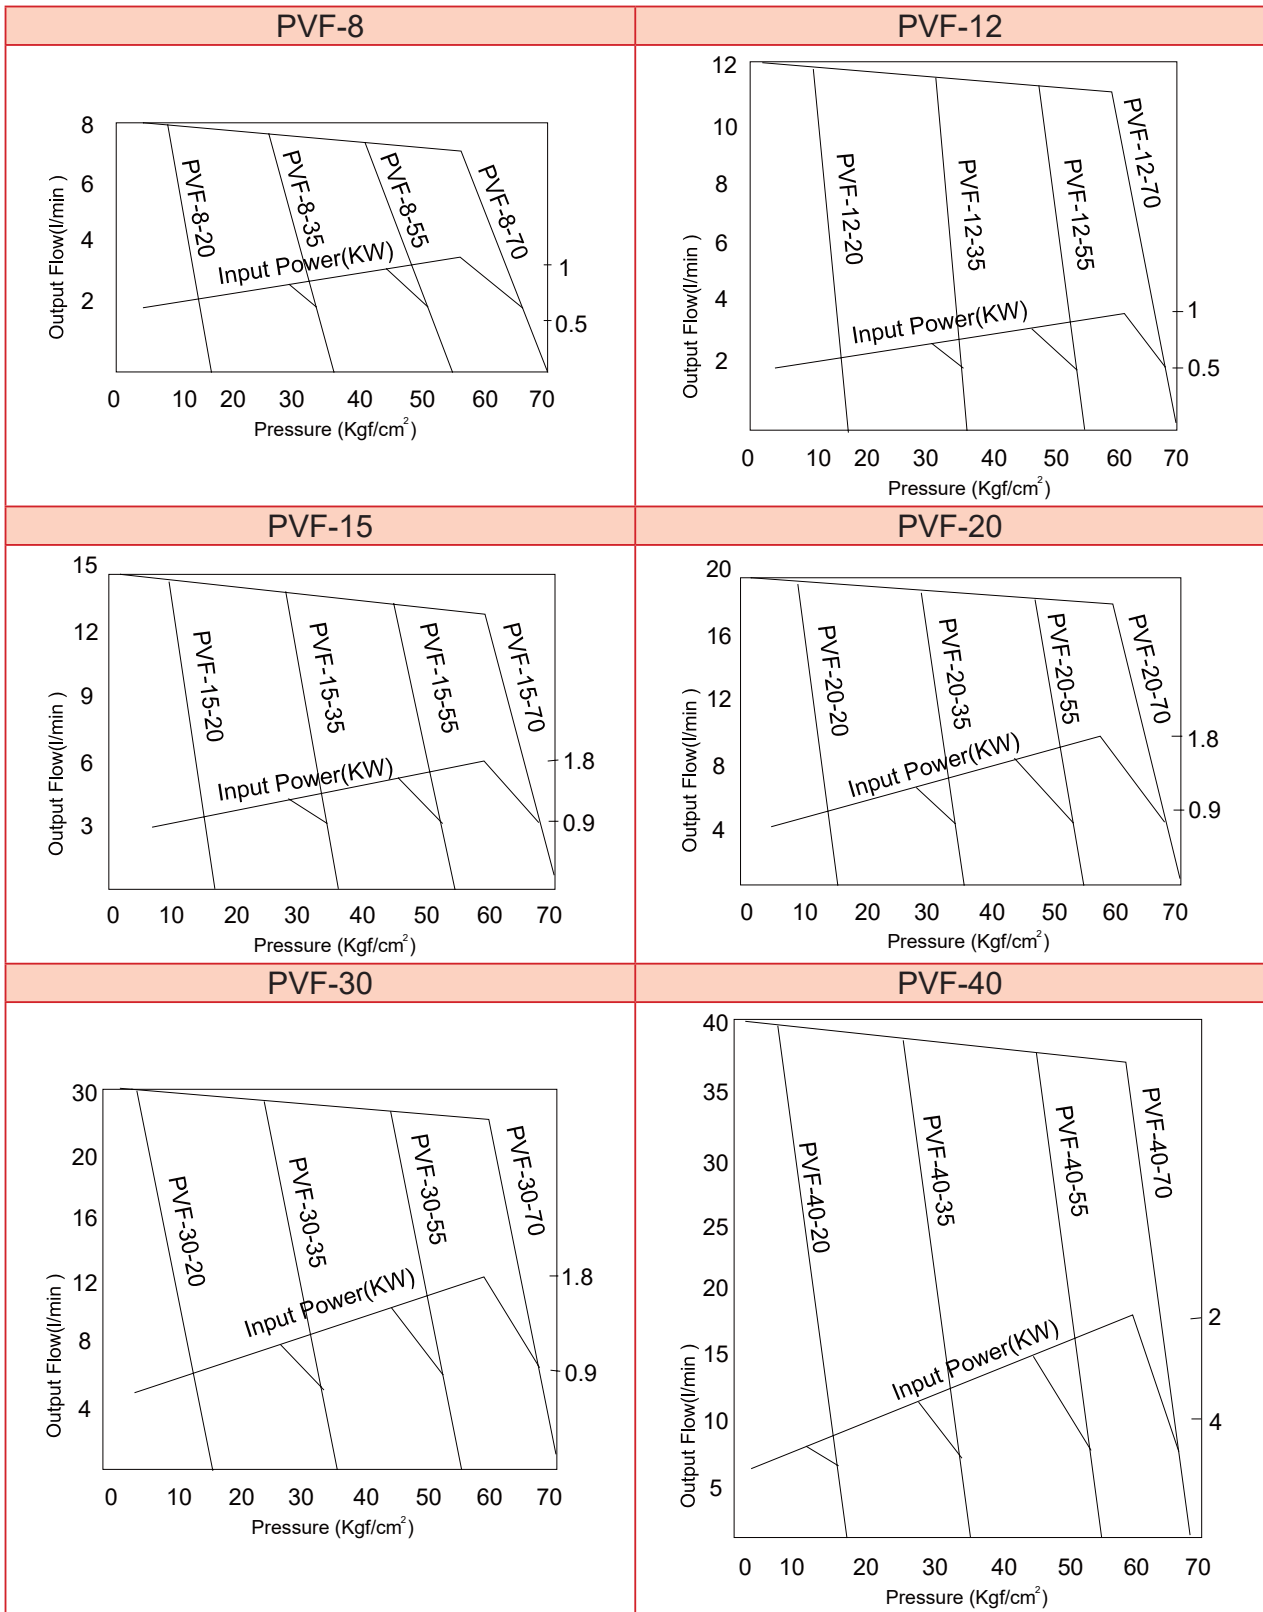 PVF-8
8
6
4
2
Output Flow(l/min )
PVF-8-20
PVF-8-35
PVF-8-55
PVF-8-70
Input Power(KW)
1
0.5
0 10 20 30 40 50 60 70
Pressure (Kgf/cm²)
PVF-12
12
10
8
6
4
2
Output Flow(l/min )
PVF-12-20
PVF-12-35
PVF-12-55
PVF-12-70
Input Power(KW)
1
0.5
0 10 20 30 40 50 60 70
Pressure (Kgf/cm²)
PVF-15
15
12
9
6
3
Output Flow(l/min )
PVF-15-20
PVF-15-35
PVF-15-55
PVF-15-70
Input Power(KW)
1.8
0.9
0 10 20 30 40 50 60 70
Pressure (Kgf/cm²)
PVF-20
20
16
12
8
4
Output Flow(l/min )
PVF-20-20
PVF-20-35
PVF-20-55
PVF-20-70
Input Power(KW)
1.8
0.9
0 10 20 30 40 50 60 70
Pressure (Kgf/cm²)
PVF-30
30
20
16
12
8
4
Output Flow(l/min )
PVF-30-20
PVF-30-35
PVF-30-55
PVF-30-70
Input Power(KW)
1.8
0.9
0 10 20 30 40 50 60 70
Pressure (Kgf/cm²)
PVF-40
40
35
30
25
20
15
10
5
Output Flow(l/min )
PVF-40-20
PVF-40-35
PVF-40-55
PVF-40-70
Input Power(KW)
2
4
0 10 20 30 40 50 60 70
Pressure (Kgf/cm²)